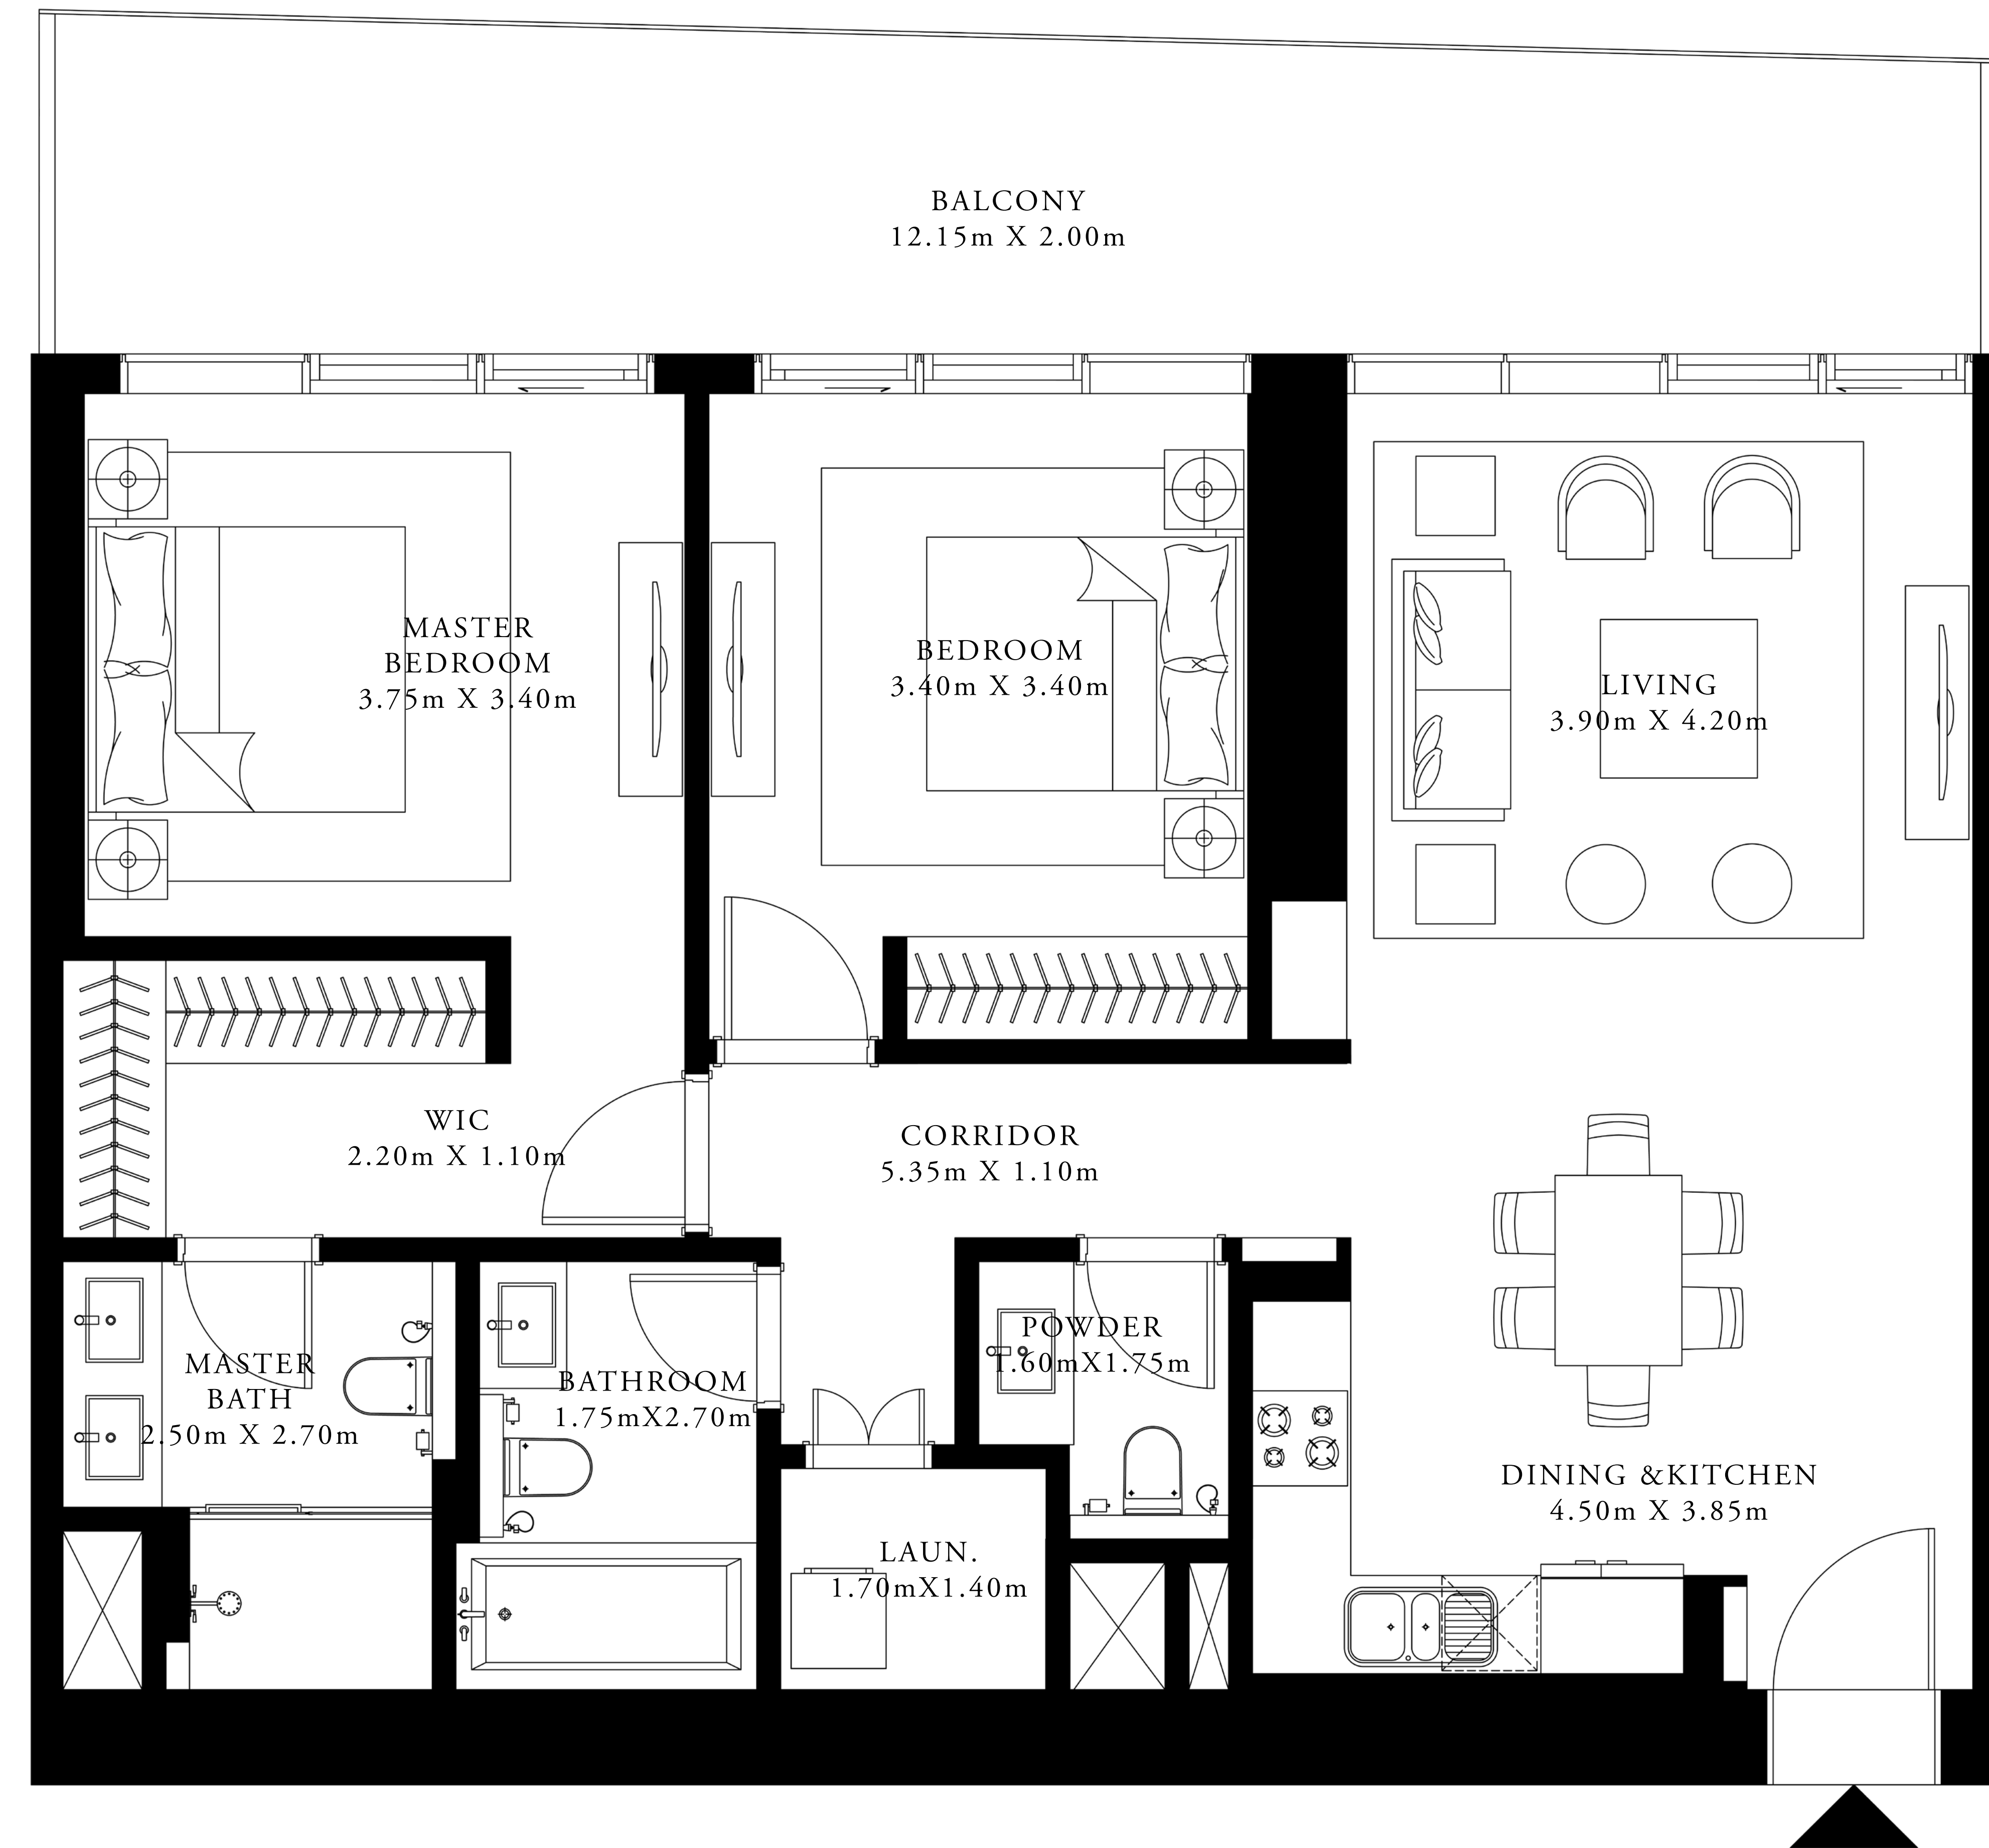 BALCONY
12.15m X 2.00m
MASTER
BEDROOM
3.75m X 3.40m
BEDROOM
3.40m X 3.40m
LIVING
3.90m X 4.20m
WIC
2.20m X 1.10m
CORRIDOR
5.35m X 1.10m
MASTER
BATH
2.50m X 2.70m
BATHROOM
1.75mX2.70m
POWDER
1.60mX1.75m
LAUN.
1.70mX1.40m
DINING &KITCHEN
4.50m X 3.85m